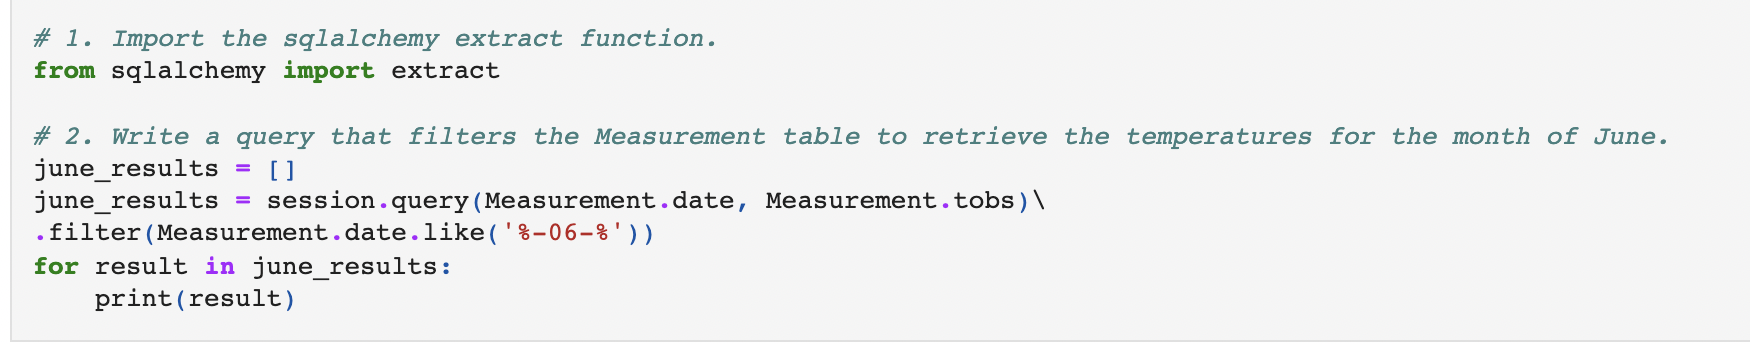 # 1. Import the sqlalchemy extract function.
from sqlalchemy import extract
# 2. Write a query that filters the Measurement table to retrieve the temperatures for the month of June.
june_results = []
june_results = session.query(Measurement.date, Measurement.tobs)\
.filter(Measurement.date.like('%-06-%'))
for result in june_results:
    print(result)